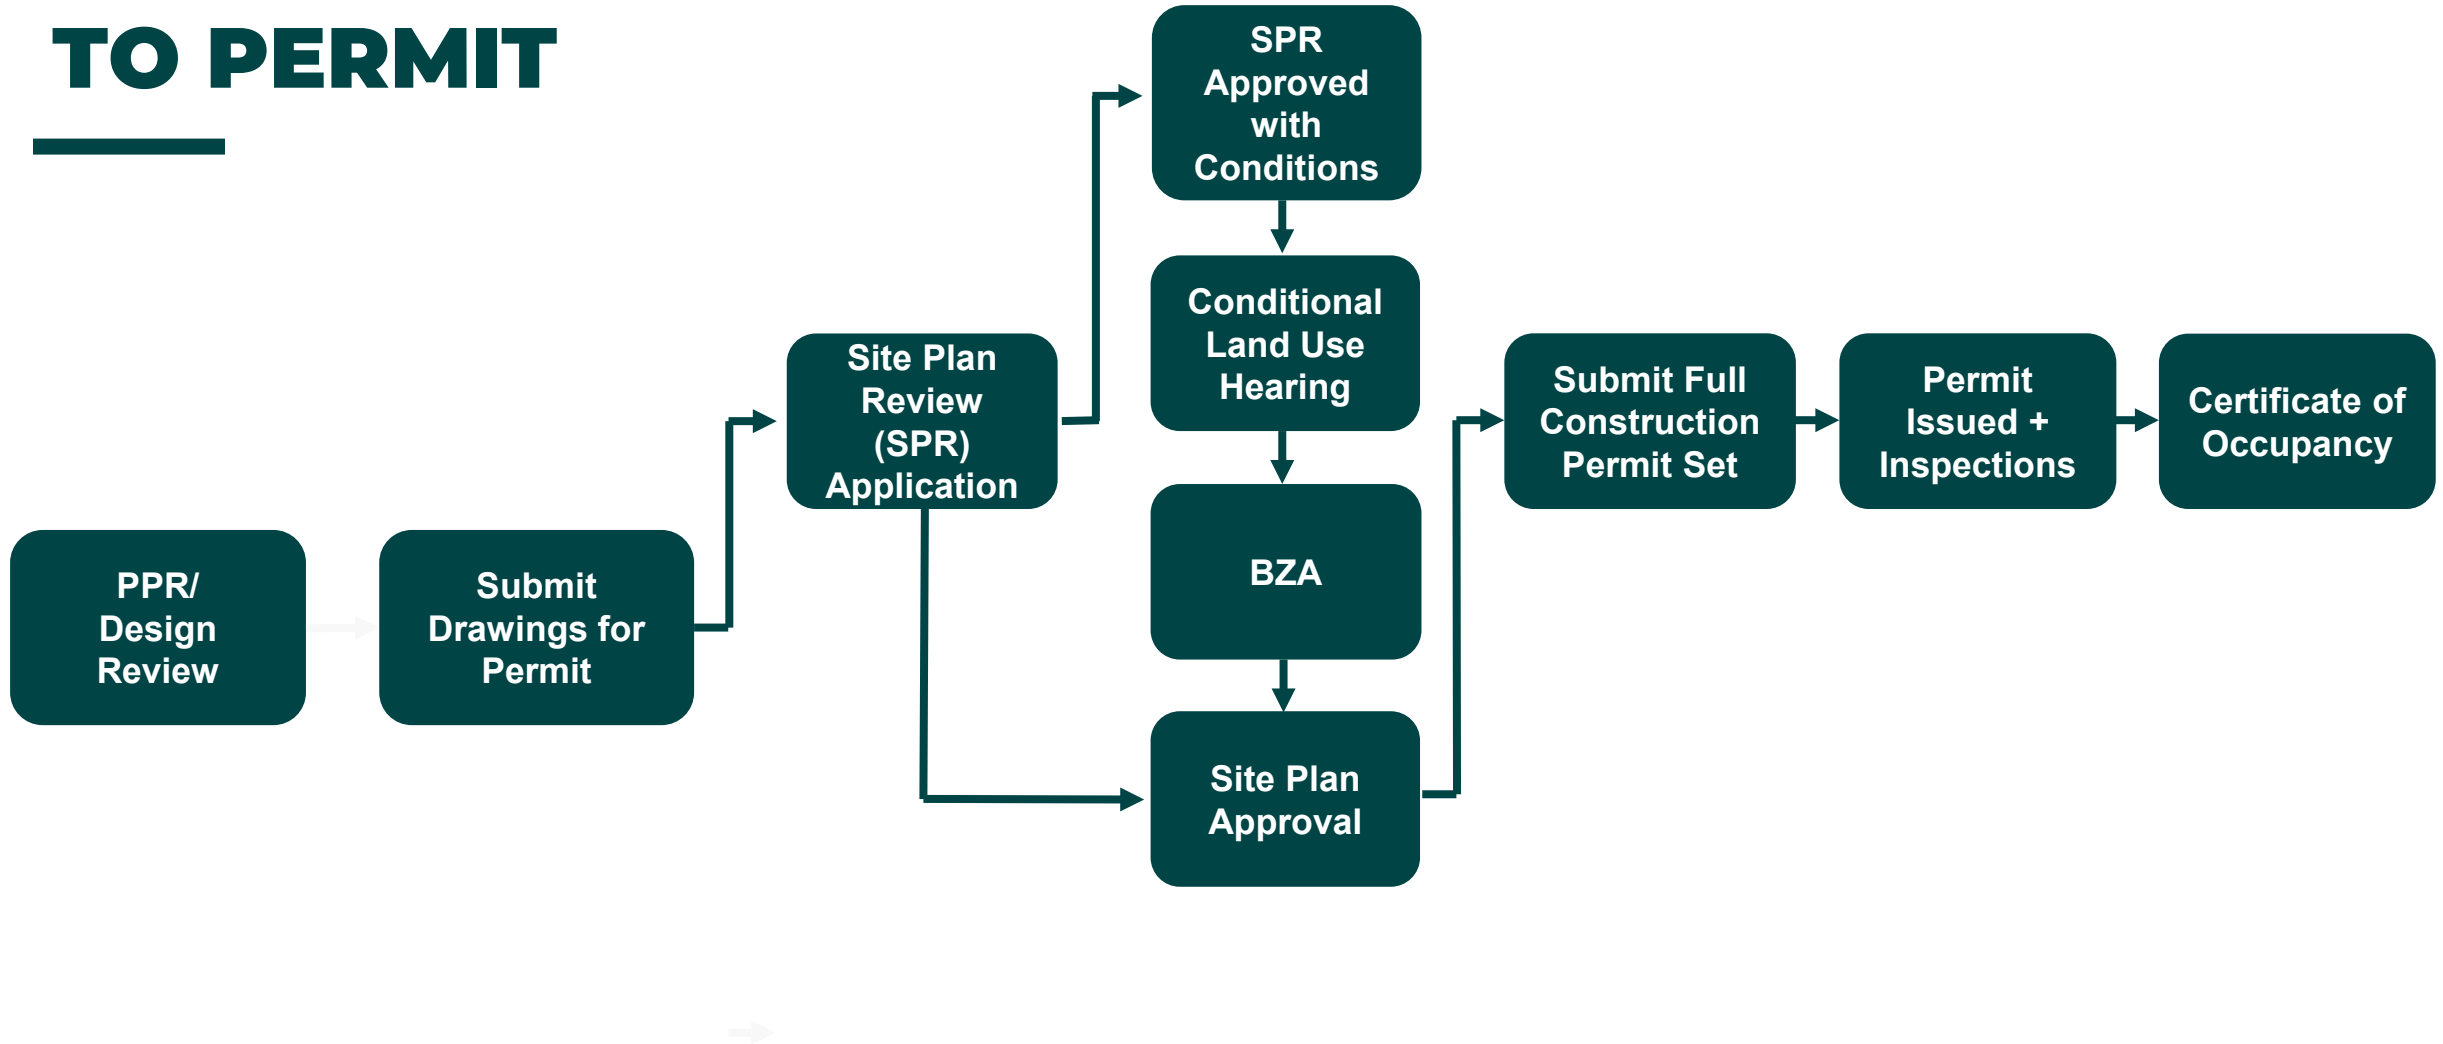 TO PERMIT
PPR/
Design
Review
Submit
Drawings for
Permit
Site Plan
Review
(SPR)
Application
SPR
Approved
with
Conditions
Conditional
Land Use
Hearing
BZA
Site Plan
Approval
Submit Full
Construction
Permit Set
Permit
Issued +
Inspections
Certificate of
Occupancy